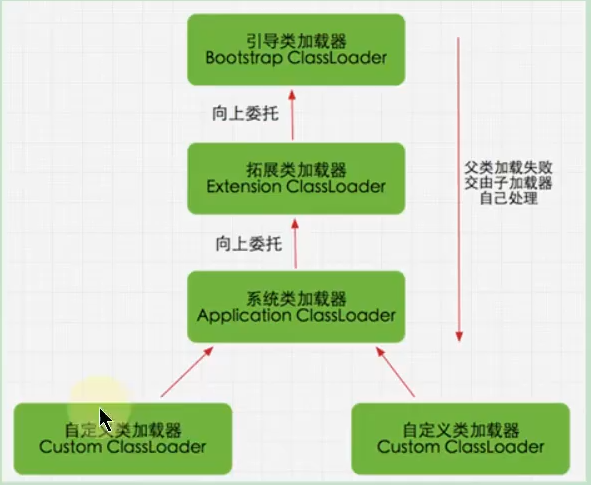 引导类加载器
Bootstrap ClassLoader
向上委托
拓展类加载器
Extension ClassLoader
父类加载失败
交由子加载器
自己处理
向上委托
系统类加载器
Application ClassLoader
自定义类加载器
Custom ClassLoader
自定义类加载器
Custom ClassLoader